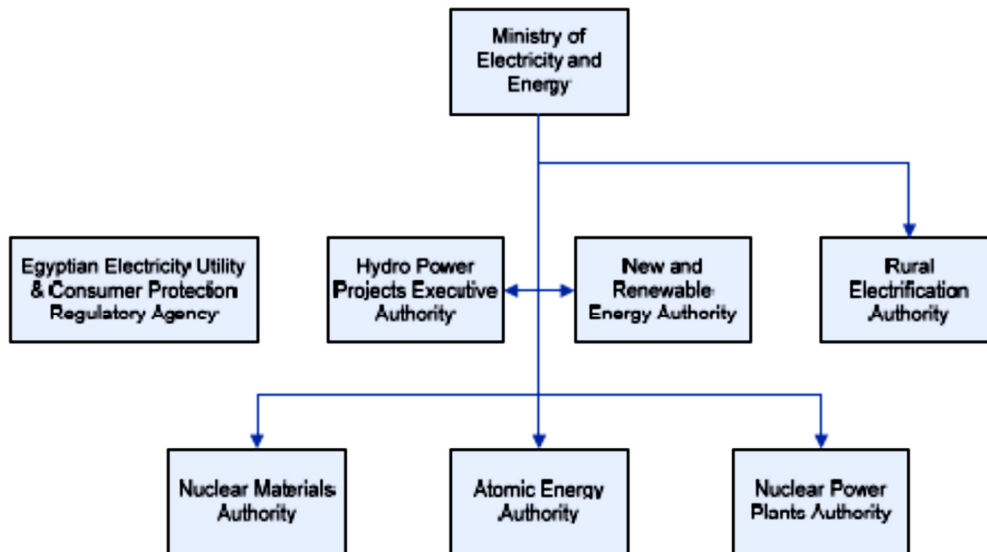 Ministry of
Electricity and
Energy
Egyptian Electricity Utility
& Consumer Protection
Regulatory Agency
Hydro Power
Projects Executive
Authority
New and
Renewable
Energy Authority
Rural
Electrification
Authority
Nuclear Materials
Authority
Atomic Energy
Authority
Nuclear Power
Plants Authority